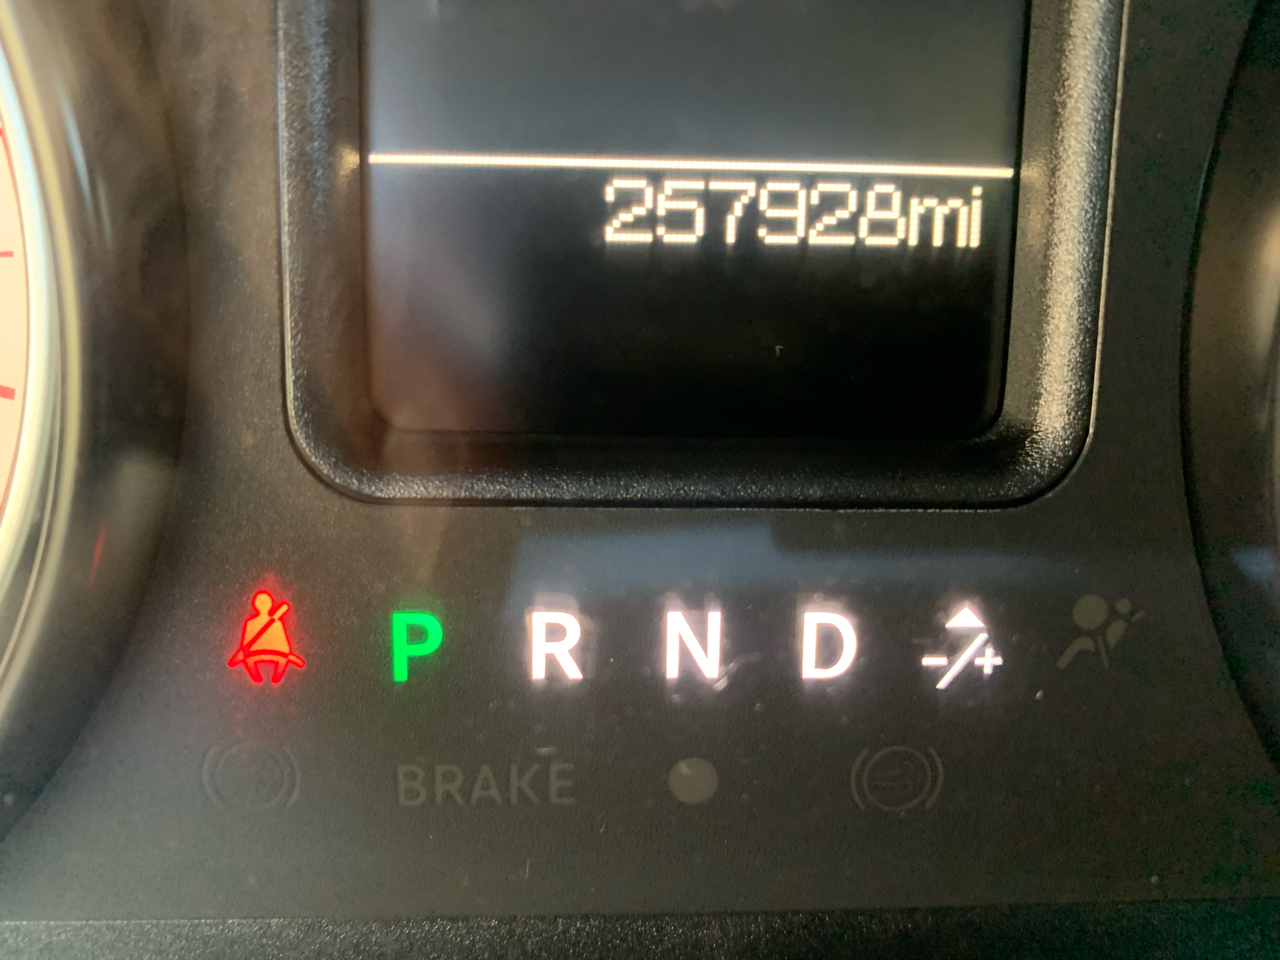 257928mi
P R N D -/+
BRAKE